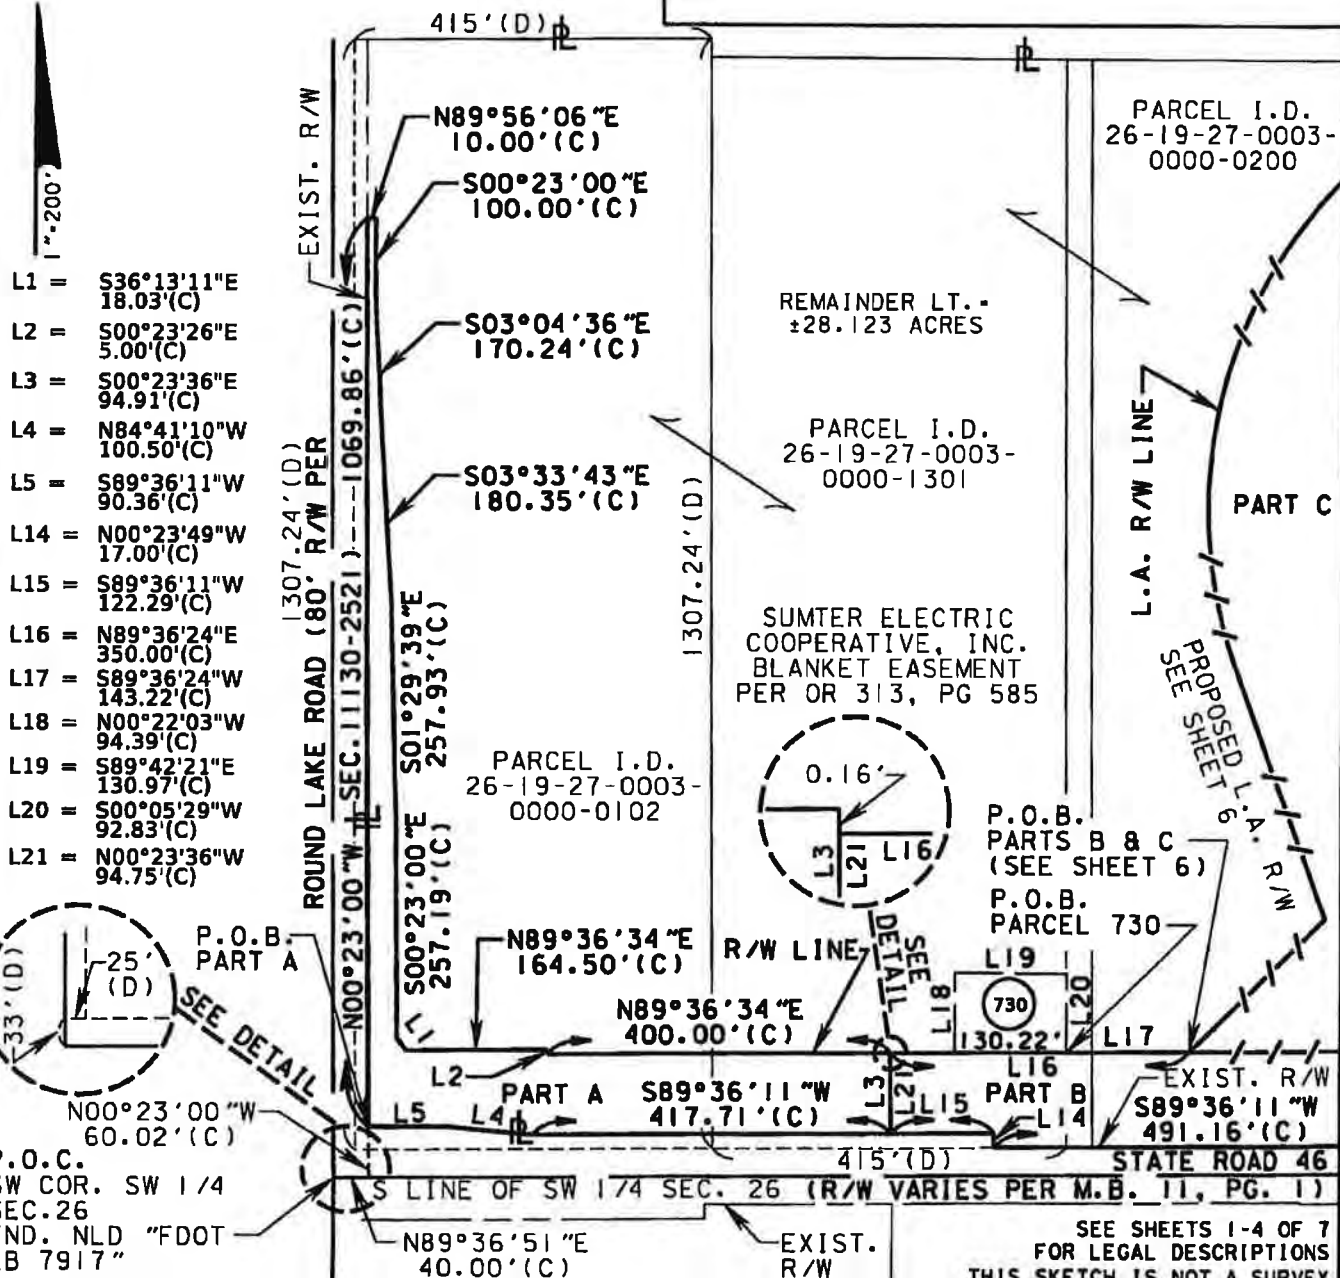 415'(D)
PL
PL
1"=200'
EXIST. R/W
N89°56'06"E
10.00'(C)
S00°23'00"E
100.00'(C)
PARCEL I.D.
26-19-27-0003-
0000-0200
L1 = S36°13'11"E
18.03'(C)
L2 = S00°23'26"E
5.00'(C)
L3 = S00°23'36"E
94.91'(C)
L4 = N84°41'10"W
100.50'(C)
L5 = S89°36'11"W
90.36'(C)
L14 = N00°23'49"W
17.00'(C)
L15 = S89°36'11"W
122.29'(C)
L16 = N89°36'24"E
350.00'(C)
L17 = S89°36'24"W
143.22'(C)
L18 = N00°22'03"W
94.39'(C)
L19 = S89°42'21"E
130.97'(C)
L20 = S00°05'29"W
92.83'(C)
L21 = N00°23'36"W
94.75'(C)
1307.24'(D)
ROUND LAKE ROAD (80' R/W PER
SEC.11130-2521)
N00°23'00"W
1069.86'(C)
PL
S03°04'36"E
170.24'(C)
S03°33'43"E
180.35'(C)
S01°29'39"E
257.93'(C)
S00°23'00"E
257.19'(C)
REMAINDER LT. =
±28.123 ACRES
PARCEL I.D.
26-19-27-0003-
0000-1301
1307.24'(D)
L.A. R/W LINE
PART C
SUMTER ELECTRIC
COOPERATIVE, INC.
BLANKET EASEMENT
PER OR 313, PG 585
PROPOSED L.A. R/W
SEE SHEET 6
PARCEL I.D.
26-19-27-0003-
0000-0102
0.16'
L3
L21
L16
P.O.B.
PARTS B & C
(SEE SHEET 6)
P.O.B.
PARCEL 730
P.O.B.
PART A
25'
(D)
33'(D)
SEE DETAIL
N89°36'34"E
164.50'(C)
R/W LINE
SEE
DETAIL
L19
L18
730
L20
130.22'
L17
N89°36'34"E
400.00'(C)
L1
L2
L16
PART A
S89°36'11"W
417.71'(C)
L3
L21
L15
PART B
L14
EXIST. R/W
S89°36'11"W
491.16'(C)
L5
L4
PL
N00°23'00"W
60.02'(C)
415'(D)
STATE ROAD 46
P.O.C.
SW COR. SW 1/4
SEC.26
FND. NLD "FDOT
LB 7917"
S LINE OF SW 1/4 SEC. 26 (R/W VARIES PER M.B. 11, PG. 1)
N89°36'51"E
40.00'(C)
EXIST.
R/W
SEE SHEETS 1-4 OF 7
FOR LEGAL DESCRIPTIONS
THIS SKETCH IS NOT A SURVEY